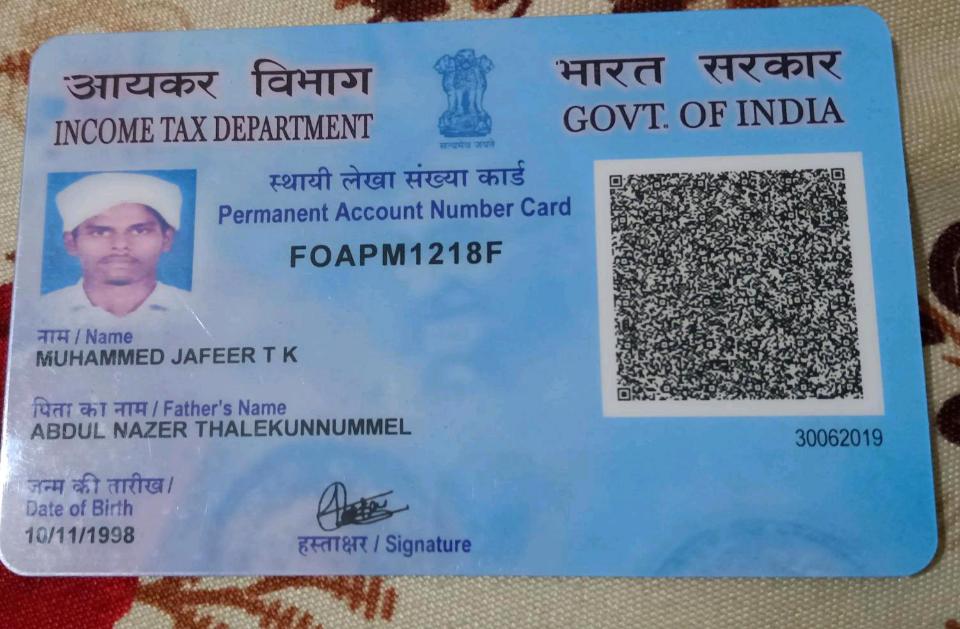 आयकर विभाग
INCOME TAX DEPARTMENT
सत्यमेव जयते
भारत सरकार
GOVT. OF INDIA
स्थायी लेखा संख्या कार्ड
Permanent Account Number Card
FOAPM1218F
नाम / Name
MUHAMMED JAFEER T K
पिता का नाम / Father's Name
ABDUL NAZER THALEKUNNUMMEL
30062019
जन्म की तारीख /
Date of Birth
10/11/1998
हस्ताक्षर / Signature